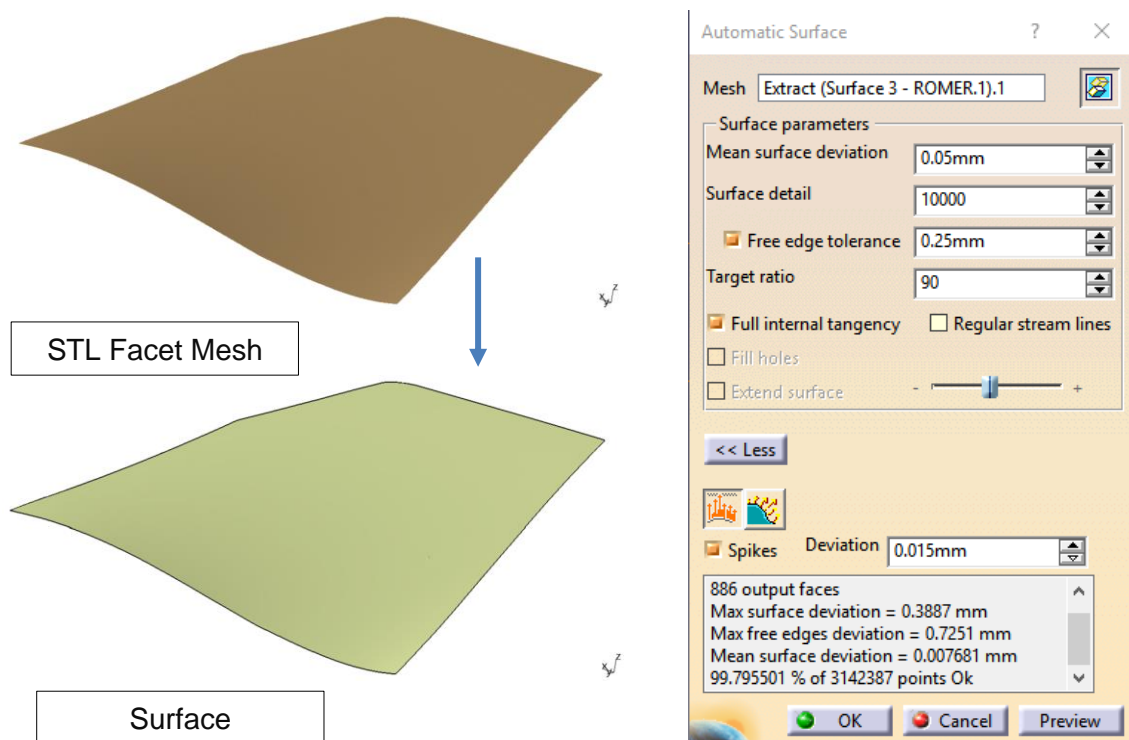 STL Facet Mesh
Surface
Automatic Surface ? ×
Mesh Extract (Surface 3 - ROMER.1).1
Surface parameters
Mean surface deviation 0.05mm
Surface detail 10000
Free edge tolerance 0.25mm
Target ratio 90
Full internal tangency Regular stream lines
Fill holes
Extend surface - +
<< Less
Spikes Deviation 0.015mm
886 output faces
Max surface deviation = 0.3887 mm
Max free edges deviation = 0.7251 mm
Mean surface deviation = 0.007681 mm
99.795501 % of 3142387 points Ok
OK Cancel Preview